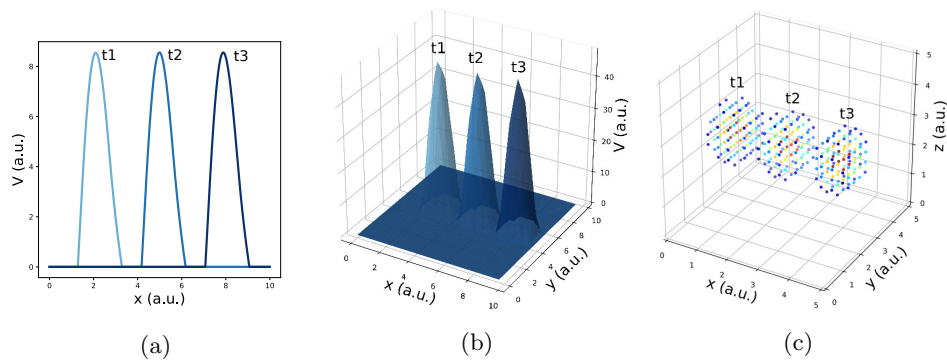 t1 t2 t3
8
6
4
2
0
V (a.u.)
0 2 4 6 8 10
x (a.u.)
(a)
t1
t2
t3
40
30
20
10
0
V (a.u.)
0 2 4 6 8 10
x (a.u.)
0 2 4 6 8 10
y (a.u.)
(b)
t1
t2
t3
5
4
3
2
1
0
z (a.u.)
0 1 2 3 4 5
x (a.u.)
0 1 2 3 4 5
y (a.u.)
(c)